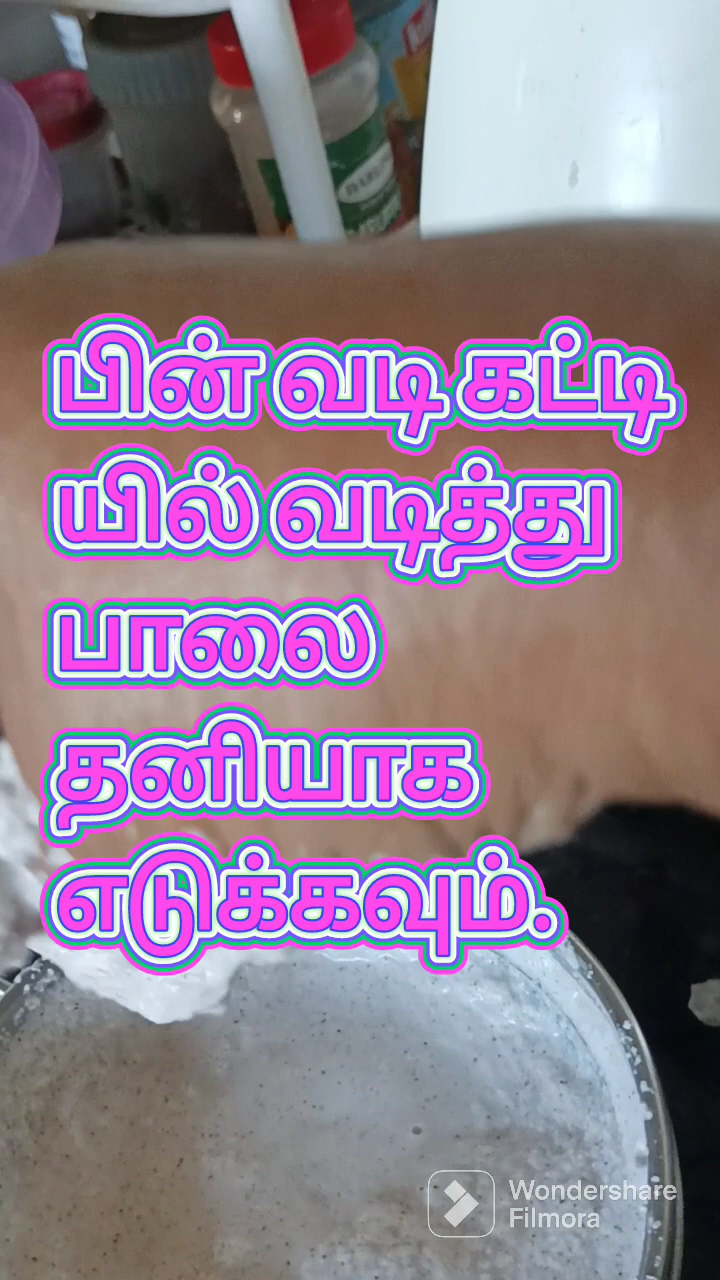 பின் வடி கட்டி
யில் வடித்து
பாலை
தனியாக
எடுக்கவும்.
Wondershare
Filmora